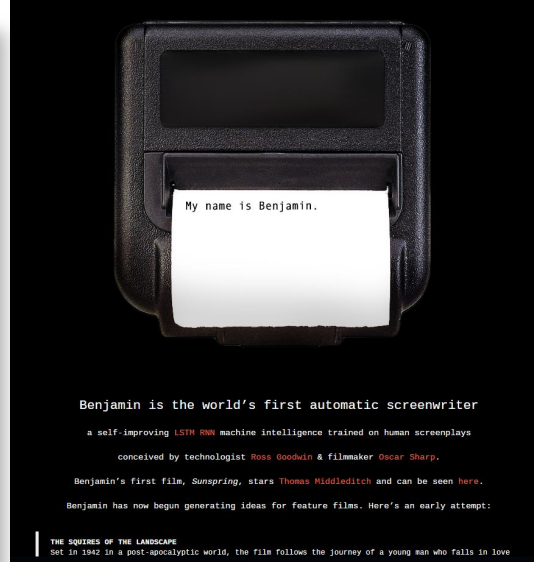 My name is Benjamin.
Benjamin is the world's first automatic screenwriter
a self-improving LSTM RNN machine intelligence trained on human screenplays
conceived by technologist Ross Goodwin & filmmaker Oscar Sharp.
Benjamin's first film, Sunspring, stars Thomas Middleditch and can be seen here.
Benjamin has now begun generating ideas for feature films. Here's an early attempt:
THE SQUIRES OF THE LANDSCAPE
Set in 1942 in a post-apocalyptic world, the film follows the journey of a young man who falls in love